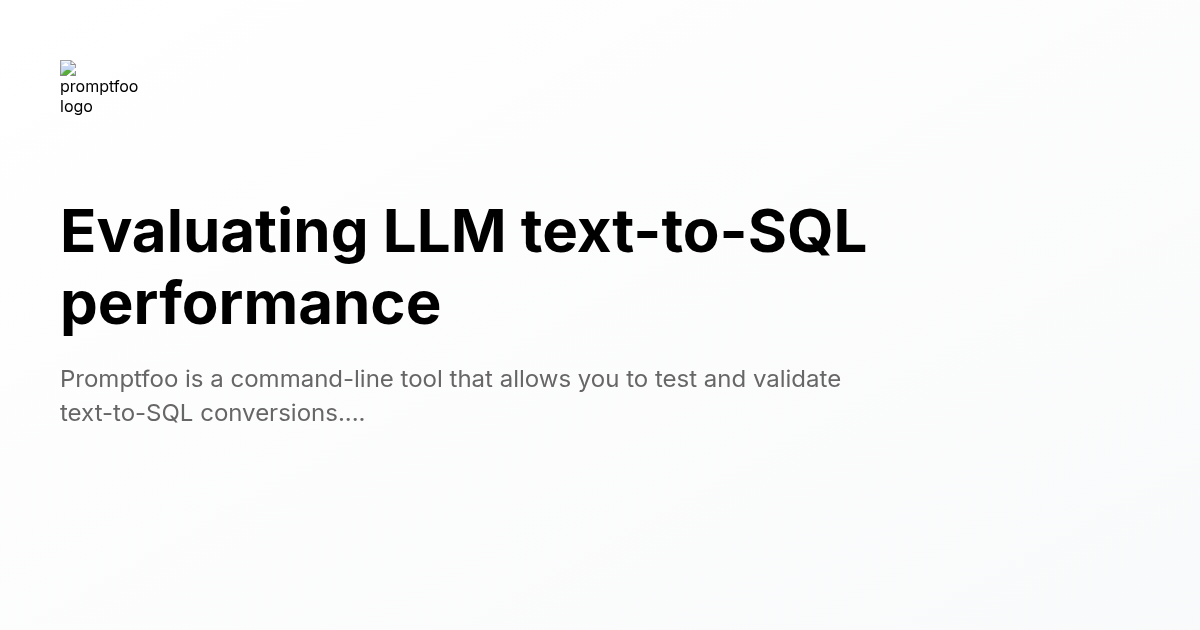 promptfoo
logo
Evaluating LLM text-to-SQL
performance
Promptfoo is a command-line tool that allows you to test and validate
text-to-SQL conversions....